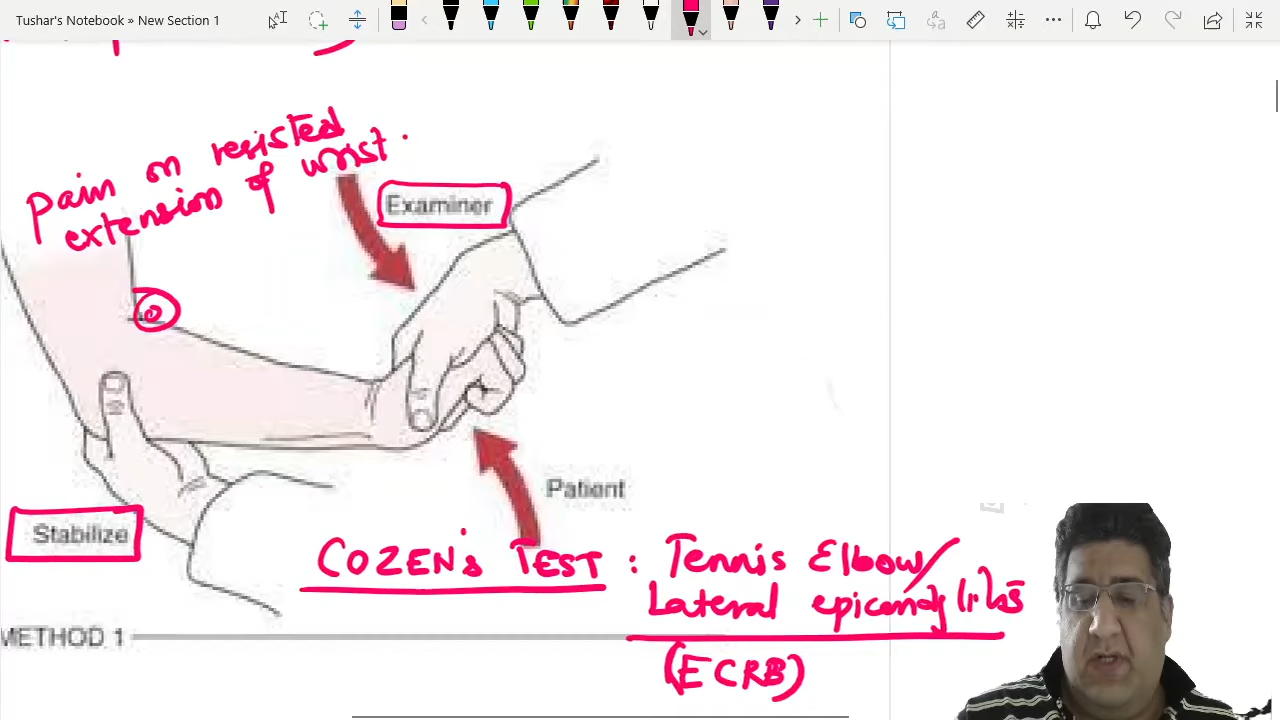 Tushar's Notebook » New Section 1
Pain on resisted
extension of wrist.
Examiner
Patient
Stabilize
COZEN's TEST : Tennis Elbow/
Lateral epicondylitis
METHOD 1
(ECRB)